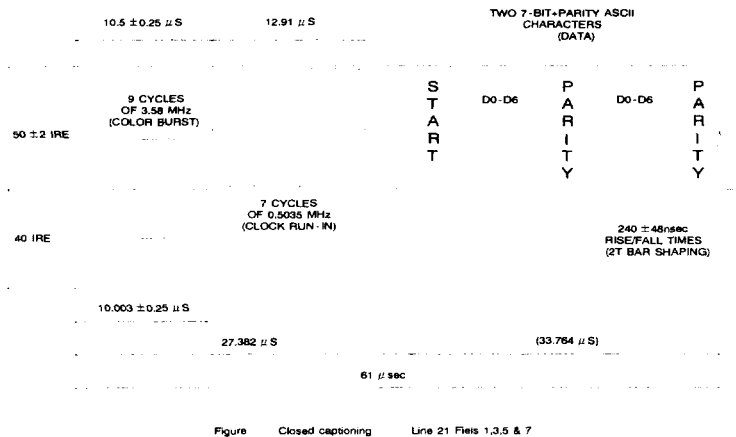 10.5 ±0.25 μS
12.91 μS
TWO 7-BIT+PARITY ASCII
CHARACTERS
(DATA)
9 CYCLES
OF 3.58 MHz
(COLOR BURST)
START
D0-D6
PARITY
D0-D6
PARITY
50 ±2 IRE
7 CYCLES
OF 0.5035 MHz
(CLOCK RUN-IN)
40 IRE
240 ±48nsec
RISE/FALL TIMES
(2T BAR SHAPING)
10.003 ±0.25 μS
27.382 μS
(33.764 μS)
61 μsec
Figure Closed captioning Line 21 Fiels 1,3,5 & 7